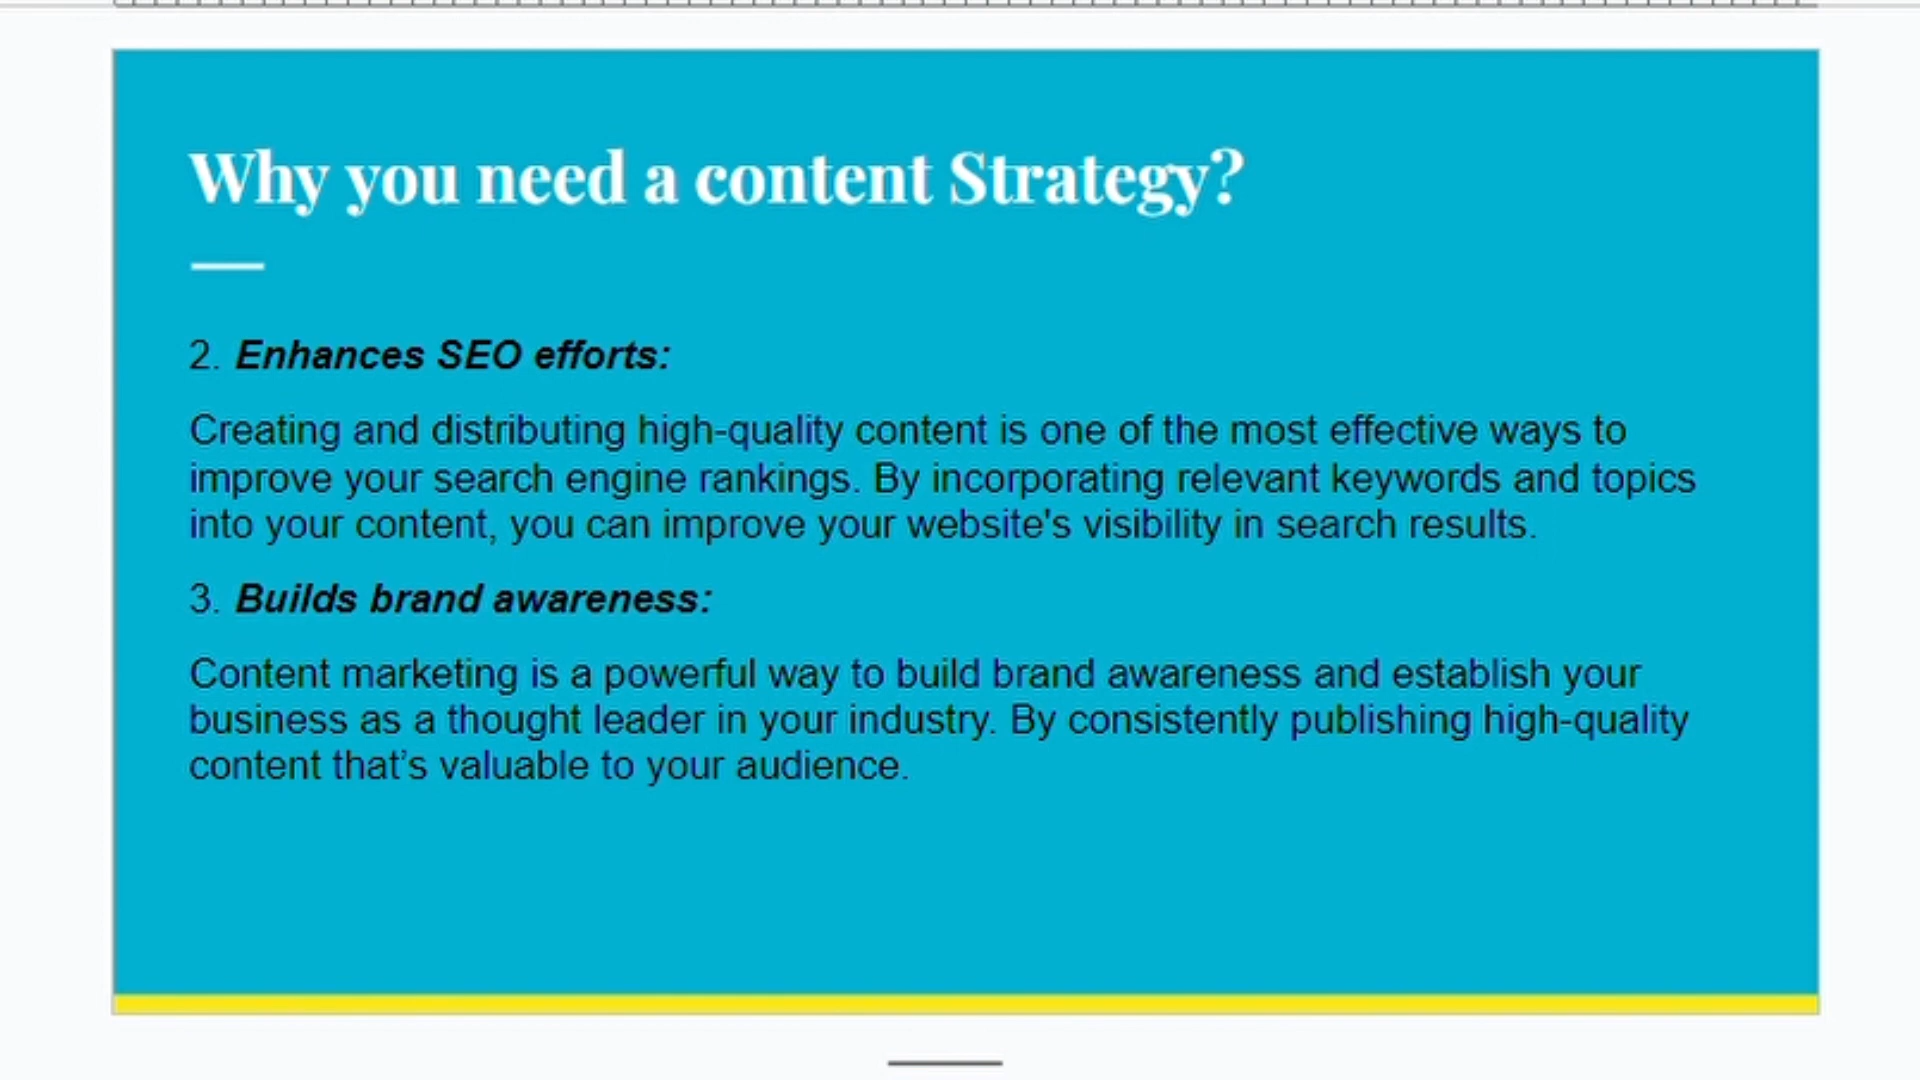 Why you need a content Strategy?
2. Enhances SEO efforts:
Creating and distributing high-quality content is one of the most effective ways to
improve your search engine rankings. By incorporating relevant keywords and topics
into your content, you can improve your website's visibility in search results.
3. Builds brand awareness:
Content marketing is a powerful way to build brand awareness and establish your
business as a thought leader in your industry. By consistently publishing high-quality
content that’s valuable to your audience.